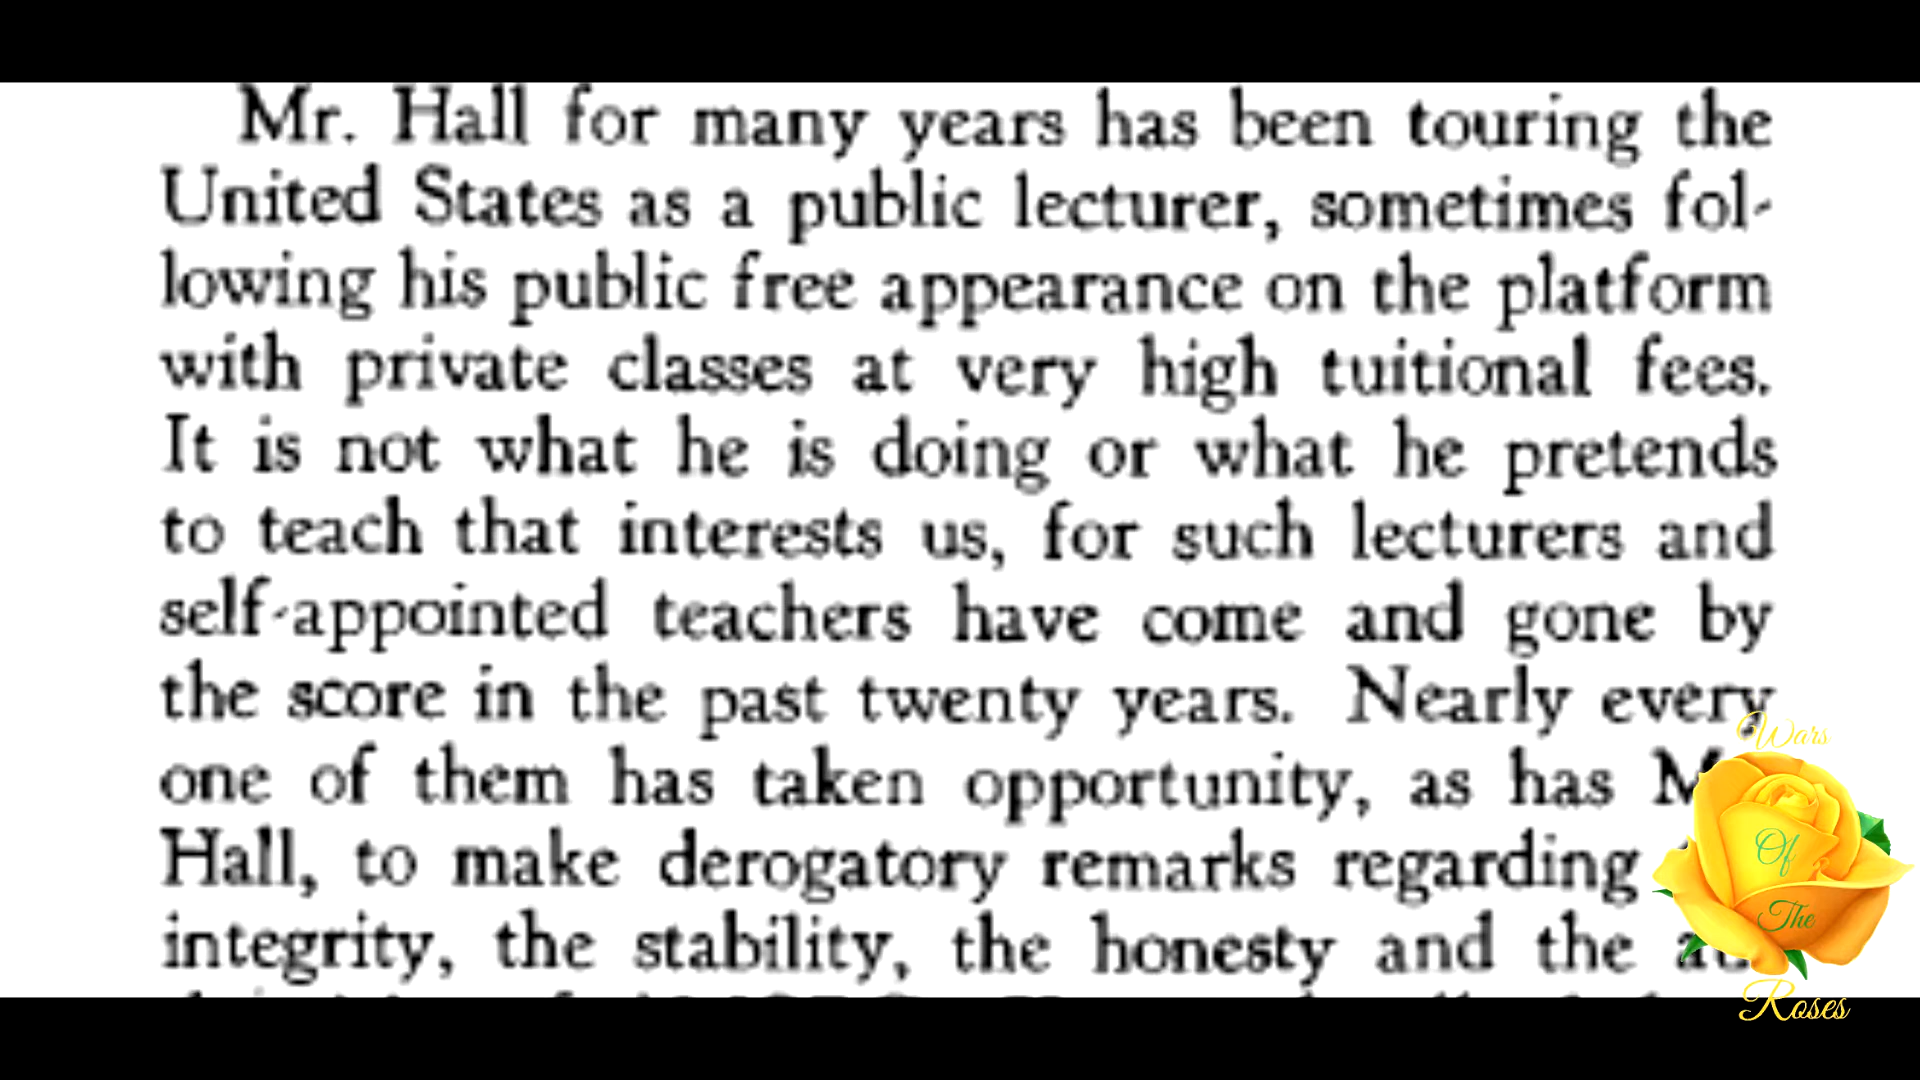 Mr. Hall for many years has been touring the
United States as a public lecturer, sometimes fol-
lowing his public free appearance on the platform
with private classes at very high tuitional fees.
It is not what he is doing or what he pretends
to teach that interests us, for such lecturers and
self-appointed teachers have come and gone by
the score in the past twenty years. Nearly every
one of them has taken opportunity, as has
Hall, to make derogatory remarks regarding
integrity, the stability, the honesty and the
Wars
Of
The
Roses